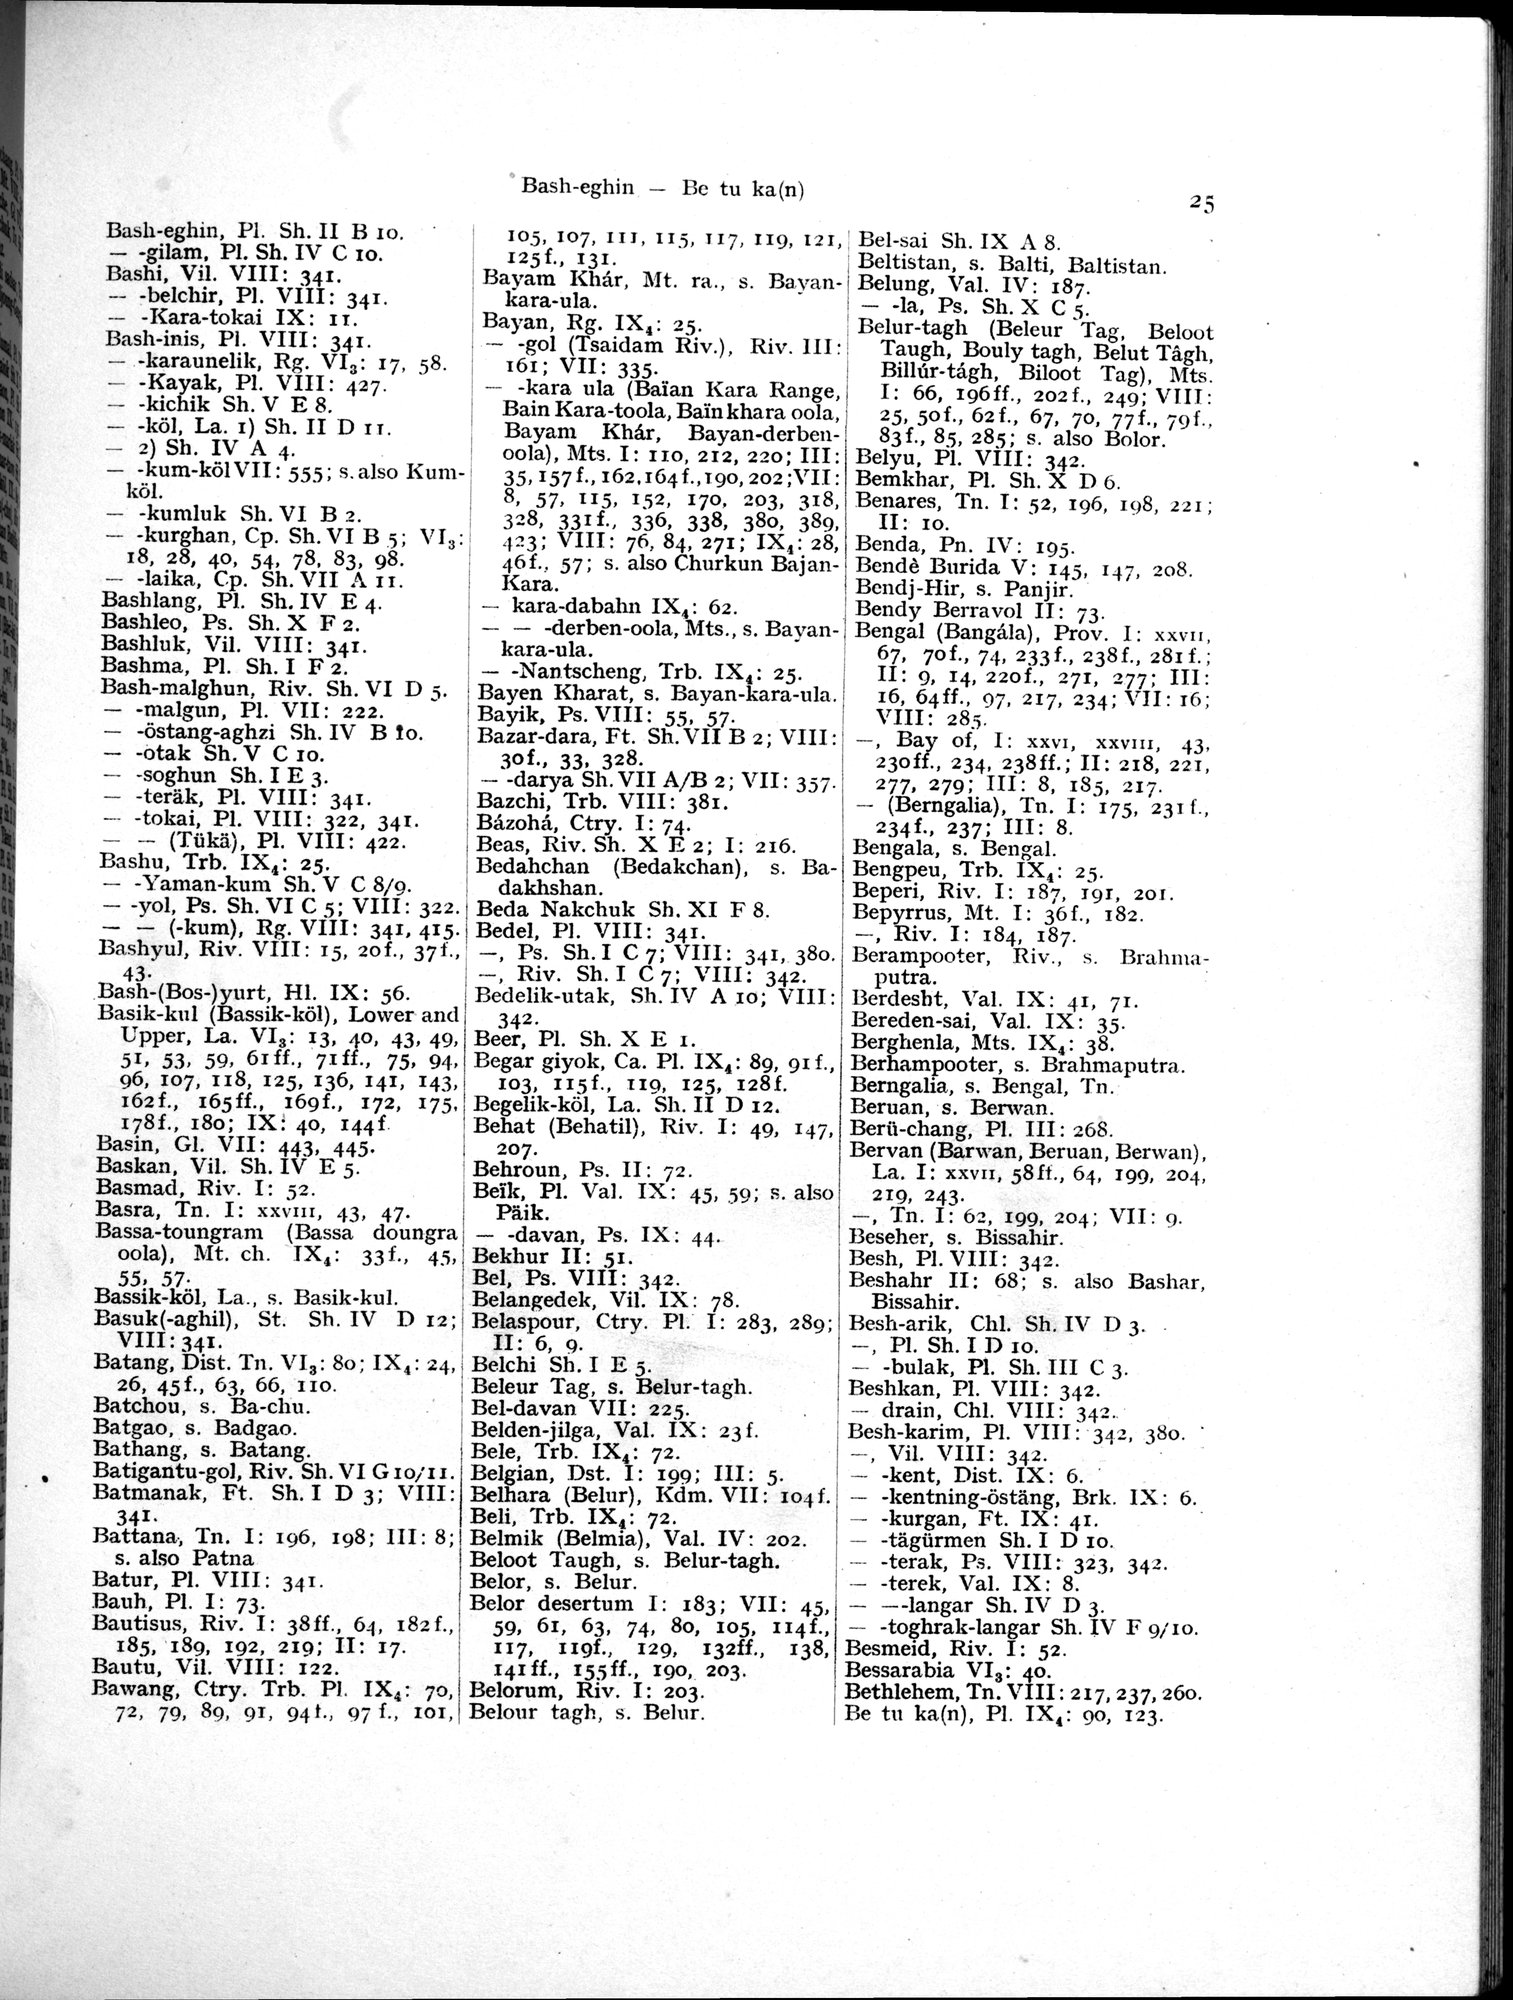 Bash-eghin — Be tu ka(n)
25
Bash-eghin, Pl. Sh. II B 10.
— -gilam, Pl. Sh. IV C 10.
Bashi, Vil. VIII: 341.
— -belchir, Pl. VIII: 341.
— -Kara-tokai IX: 11.
Bash-inis, Pl. VIII: 341.
— -karaunelik, Rg. VI₃: 17, 58.
— -Kayak, Pl. VIII: 427.
— -kichik Sh. V E 8.
— -köl, La. 1) Sh. II D 11.
— 2) Sh. IV A 4.
— -kum-köl VII: 555; s. also Kum-
köl.
— -kumluk Sh. VI B 2.
— -kurghan, Cp. Sh. VI B 5; VI₃:
18, 28, 40, 54, 78, 83, 98.
— -laika, Cp. Sh. VII A 11.
Bashlang, Pl. Sh. IV E 4.
Bashleo, Ps. Sh. X F 2.
Bashluk, Vil. VIII: 341.
Bashma, Pl. Sh. I F 2.
Bash-malghun, Riv. Sh. VI D 5.
— -malgun, Pl. VII: 222.
— -östang-aghzi Sh. IV B 10.
— -otak Sh. V C 10.
— -soghun Sh. I E 3.
— -teräk, Pl. VIII: 341.
— -tokai, Pl. VIII: 322, 341.
— — (Tükä), Pl. VIII: 422.
Bashu, Trb. IX₄: 25.
— -Yaman-kum Sh. V C 8/9.
— -yol, Ps. Sh. VI C 5; VIII: 322.
— — (-kum), Rg. VIII: 341, 415.
Bashyul, Riv. VIII: 15, 20f., 37f.,
43.
Bash-(Bos-)yurt, Hl. IX: 56.
Basik-kul (Bassik-köl), Lower and
Upper, La. VI₃: 13, 40, 43, 49,
51, 53, 59, 61ff., 71ff., 75, 94,
96, 107, 118, 125, 136, 141, 143,
162f., 165ff., 169f., 172, 175,
178f., 180; IX: 40, 144f.
Basin, Gl. VII: 443, 445.
Baskan, Vil. Sh. IV E 5.
Basmad, Riv. I: 52.
Basra, Tn. I: XXVIII, 43, 47.
Bassa-toungram (Bassa doungra
oola), Mt. ch. IX₄: 33f., 45,
55, 57.
Bassik-köl, La., s. Basik-kul.
Basuk(-aghil), St. Sh. IV D 12;
VIII: 341.
Batang, Dist. Tn. VI₃: 80; IX₄: 24,
26, 45f., 63, 66, 110.
Batchou, s. Ba-chu.
Batgao, s. Badgao.
Bathang, s. Batang.
Batigantu-gol, Riv. Sh. VI G 10/11.
Batmanak, Ft. Sh. I D 3; VIII:
341.
Battana, Tn. I: 196, 198; III: 8;
s. also Patna
Batur, Pl. VIII: 341.
Bauh, Pl. I: 73.
Bautisus, Riv. I: 38ff., 64, 182f.,
185, 189, 192, 219; II: 17.
Bautu, Vil. VIII: 122.
Bawang, Ctry. Trb. Pl. IX₄: 70,
72, 79, 89, 91, 94f., 97f., 101,
105, 107, 111, 115, 117, 119, 121,
125f., 131.
Bayam Khár, Mt. ra., s. Bayan-
kara-ula.
Bayan, Rg. IX₄: 25.
— -gol (Tsaidam Riv.), Riv. III:
161; VII: 335.
— -kara ula (Baïan Kara Range,
Bain Kara-toola, Baïn khara oola,
Bayam Khár, Bayan-derben-
oola), Mts. I: 110, 212, 220; III:
35, 157f., 162, 164f., 190, 202; VII:
8, 57, 115, 152, 170, 203, 318,
328, 331f., 336, 338, 380, 389,
423; VIII: 76, 84, 271; IX₄: 28,
46f., 57; s. also Churkun Bajan-
Kara.
— kara-dabahn IX₄: 62.
— — -derben-oola, Mts., s. Bayan-
kara-ula.
— -Nantscheng, Trb. IX₄: 25.
Bayen Kharat, s. Bayan-kara-ula.
Bayik, Ps. VIII: 55, 57.
Bazar-dara, Ft. Sh. VII B 2; VIII:
30f., 33, 328.
— -darya Sh. VII A/B 2; VII: 357.
Bazchi, Trb. VIII: 381.
Bázohá, Ctry. I: 74.
Beas, Riv. Sh. X E 2; I: 216.
Bedahchan (Bedakchan), s. Ba-
dakhshan.
Beda Nakchuk Sh. XI F 8.
Bedel, Pl. VIII: 341.
—, Ps. Sh. I C 7; VIII: 341, 380.
—, Riv. Sh. I C 7; VIII: 342.
Bedelik-utak, Sh. IV A 10; VIII:
342.
Beer, Pl. Sh. X E 1.
Begar giyok, Ca. Pl. IX₄: 89, 91f.,
103, 115f., 119, 125, 128f.
Begelik-köl, La. Sh. II D 12.
Behat (Behatil), Riv. I: 49, 147,
207.
Behroun, Ps. II: 72.
Beïk, Pl. Val. IX: 45, 59; s. also
Päik.
— -davan, Ps. IX: 44.
Bekhur II: 51.
Bel, Ps. VIII: 342.
Belangedek, Vil. IX: 78.
Belaspour, Ctry. Pl. I: 283, 289;
II: 6, 9.
Belchi Sh. I E 5.
Beleur Tag, s. Belur-tagh.
Bel-davan VII: 225.
Belden-jilga, Val. IX: 23f.
Bele, Trb. IX₄: 72.
Belgian, Dst. I: 199; III: 5.
Belhara (Belur), Kdm. VII: 104f.
Beli, Trb. IX₄: 72.
Belmik (Belmia), Val. IV: 202.
Beloot Taugh, s. Belur-tagh.
Belor, s. Belur.
Belor desertum I: 183; VII: 45,
59, 61, 63, 74, 80, 105, 114f.,
117, 119f., 129, 132ff., 138,
141ff., 155ff., 190, 203.
Belorum, Riv. I: 203.
Belour tagh, s. Belur.
Bel-sai Sh. IX A 8.
Beltistan, s. Balti, Baltistan.
Belung, Val. IV: 187.
— -la, Ps. Sh. X C 5.
Belur-tagh (Beleur Tag, Beloot
Taugh, Bouly tagh, Belut Tâgh,
Billúr-tágh, Biloot Tag), Mts.
I: 66, 196ff., 202f., 249; VIII:
25, 50f., 62f., 67, 70, 77f., 79f.,
83f., 85, 285; s. also Bolor.
Belyu, Pl. VIII: 342.
Bemkhar, Pl. Sh. X D 6.
Benares, Tn. I: 52, 196, 198, 221;
II: 10.
Benda, Pn. IV: 195.
Bendè Burida V: 145, 147, 208.
Bendj-Hir, s. Panjir.
Bendy Berravol II: 73.
Bengal (Bangála), Prov. I: XXVII,
67, 70f., 74, 233f., 238f., 281f.;
II: 9, 14, 220f., 271, 277; III:
16, 64ff., 97, 217, 234; VII: 16;
VIII: 285.
—, Bay of, I: XXVI, XXVIII, 43,
230ff., 234, 238ff.; II: 218, 221,
277, 279; III: 8, 185, 217.
— (Berngalia), Tn. I: 175, 231f.,
234f., 237; III: 8.
Bengala, s. Bengal.
Bengpeu, Trb. IX₄: 25.
Beperi, Riv. I: 187, 191, 201.
Bepyrrus, Mt. I: 36f., 182.
—, Riv. I: 184, 187.
Berampooter, Riv., s. Brahma-
putra.
Berdesht, Val. IX: 41, 71.
Bereden-sai, Val. IX: 35.
Berghenla, Mts. IX₄: 38.
Berhampooter, s. Brahmaputra.
Berngalia, s. Bengal, Tn.
Beruan, s. Berwan.
Berü-chang, Pl. III: 268.
Bervan (Barwan, Beruan, Berwan),
La. I: XXVII, 58ff., 64, 199, 204,
219, 243.
—, Tn. I: 62, 199, 204; VII: 9.
Beseher, s. Bissahir.
Besh, Pl. VIII: 342.
Beshahr II: 68; s. also Bashar,
Bissahir.
Besh-arik, Chl. Sh. IV D 3.
—, Pl. Sh. I D 10.
— -bulak, Pl. Sh. III C 3.
Beshkan, Pl. VIII: 342.
— drain, Chl. VIII: 342.
Besh-karim, Pl. VIII: 342, 380.
—, Vil. VIII: 342.
— -kent, Dist. IX: 6.
— -kentning-östäng, Brk. IX: 6.
— -kurgan, Ft. IX: 41.
— -tägürmen Sh. I D 10.
— -terak, Ps. VIII: 323, 342.
— -terek, Val. IX: 8.
— —-langar Sh. IV D 3.
— -toghrak-langar Sh. IV F 9/10.
Besmeid, Riv. I: 52.
Bessarabia VI₃: 40.
Bethlehem, Tn. VIII: 217, 237, 260.
Be tu ka(n), Pl. IX₄: 90, 123.